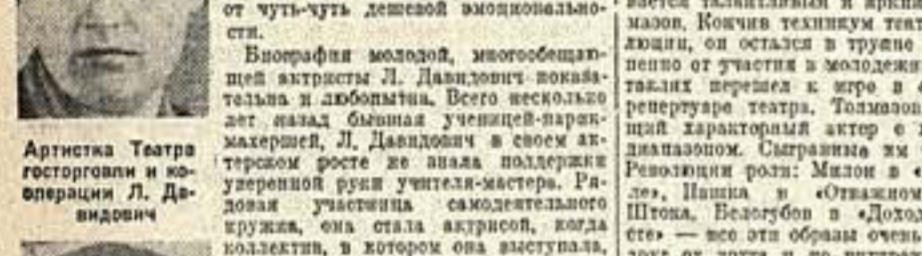 Артистка Театра
госторговли и ко-
операции Л. Да-
видович
от чуть-чуть дешевой эмоционально-
сти.
Биография молодой, многообещаю-
щей актрисы Л. Давидович показа-
тельна и любопытна. Всего несколько
лет назад бывшая ученицей-парик-
махершей, Л. Давидович в своем ак-
терском росте не знала поддержки
уверенной руки учителя-мастера. Ря-
довая участница самодеятельного
кружка, она стала актрисой, когда
коллектив, в котором она выступала,
мазов. Кончив техникум теа
люции, он остался в труппе
пенно от участия в молодежн
таклях перешел к игре в
репертуаре театра. Толмазов
щий характерный актер с
диапазоном. Сыгранные им
Революции роли: Милон в «
ле», Пашка в «Отважном
Штока, Белогубов в «Доход
сте» — все эти образы очень